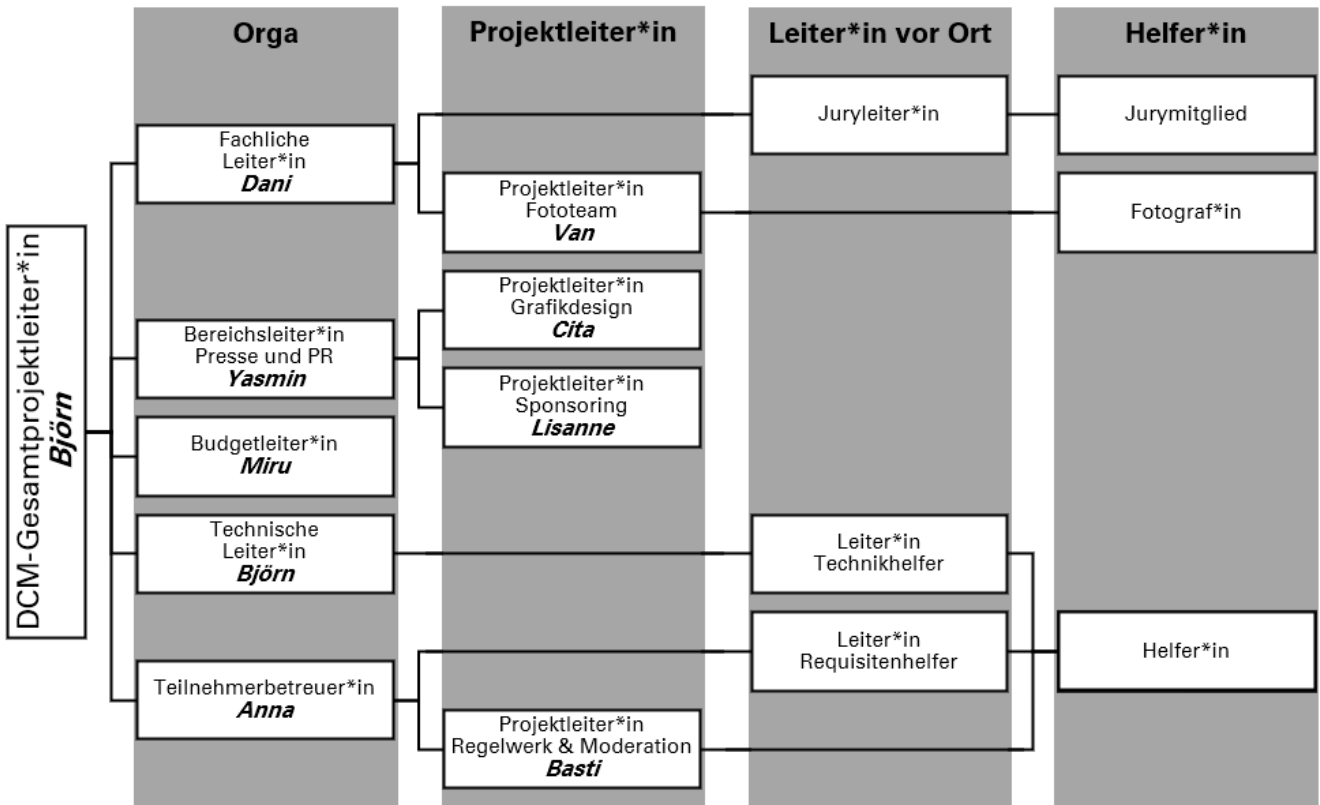 Orga
Projektleiter*in
Leiter*in vor Ort
Helfer*in
DCM-Gesamtprojektleiter*in
Björn
Fachliche
Leiter*in
Dani
Bereichsleiter*in
Presse und PR
Yasmin
Budgetleiter*in
Miru
Technische
Leiter*in
Björn
Teilnehmerbetreuer*in
Anna
Projektleiter*in
Fototeam
Van
Projektleiter*in
Grafikdesign
Cita
Projektleiter*in
Sponsoring
Lisanne
Projektleiter*in
Regelwerk & Moderation
Basti
Juryleiter*in
Leiter*in
Technikhelfer
Leiter*in
Requisitenhelfer
Jurymitglied
Fotograf*in
Helfer*in